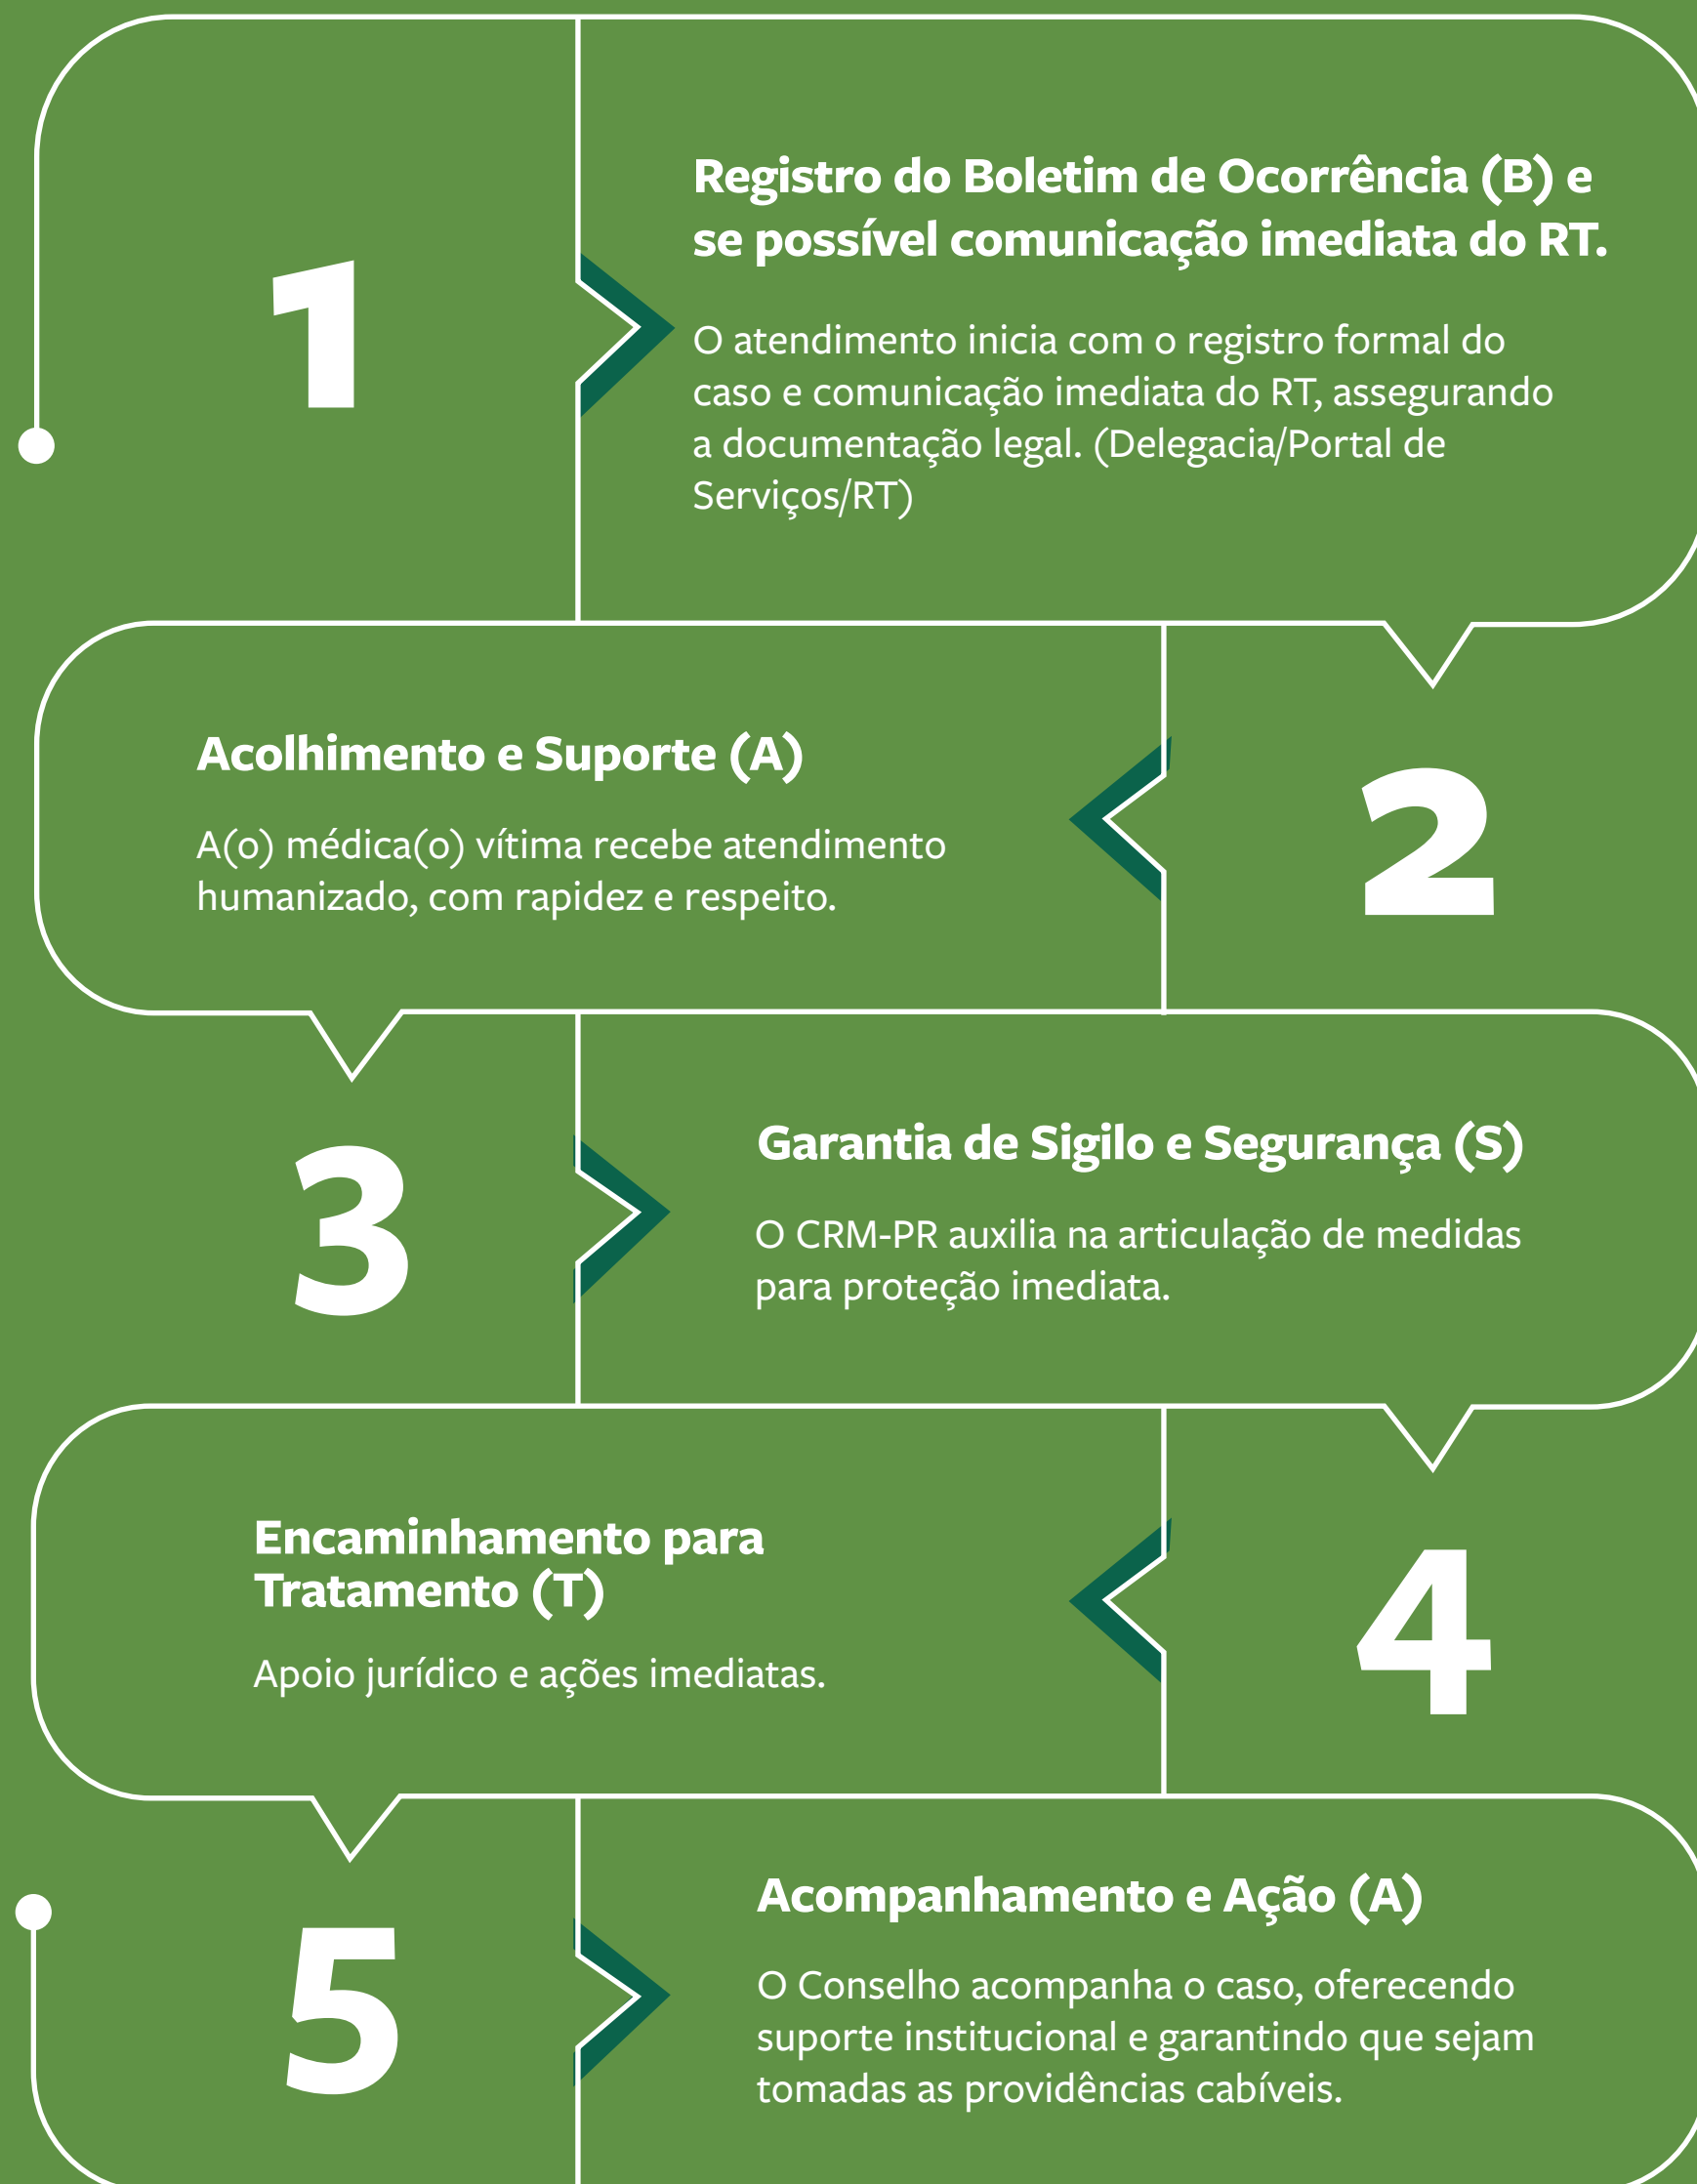 1
Registro do Boletim de Ocorrência (B) e
se possível comunicação imediata do RT.
O atendimento inicia com o registro formal do
caso e comunicação imediata do RT, assegurando
a documentação legal. (Delegacia/Portal de
Serviços/RT)
2
Acolhimento e Suporte (A)
A(o) médica(o) vítima recebe atendimento
humanizado, com rapidez e respeito.
3
Garantia de Sigilo e Segurança (S)
O CRM-PR auxilia na articulação de medidas
para proteção imediata.
4
Encaminhamento para
Tratamento (T)
Apoio jurídico e ações imediatas.
5
Acompanhamento e Ação (A)
O Conselho acompanha o caso, oferecendo
suporte institucional e garantindo que sejam
tomadas as providências cabíveis.